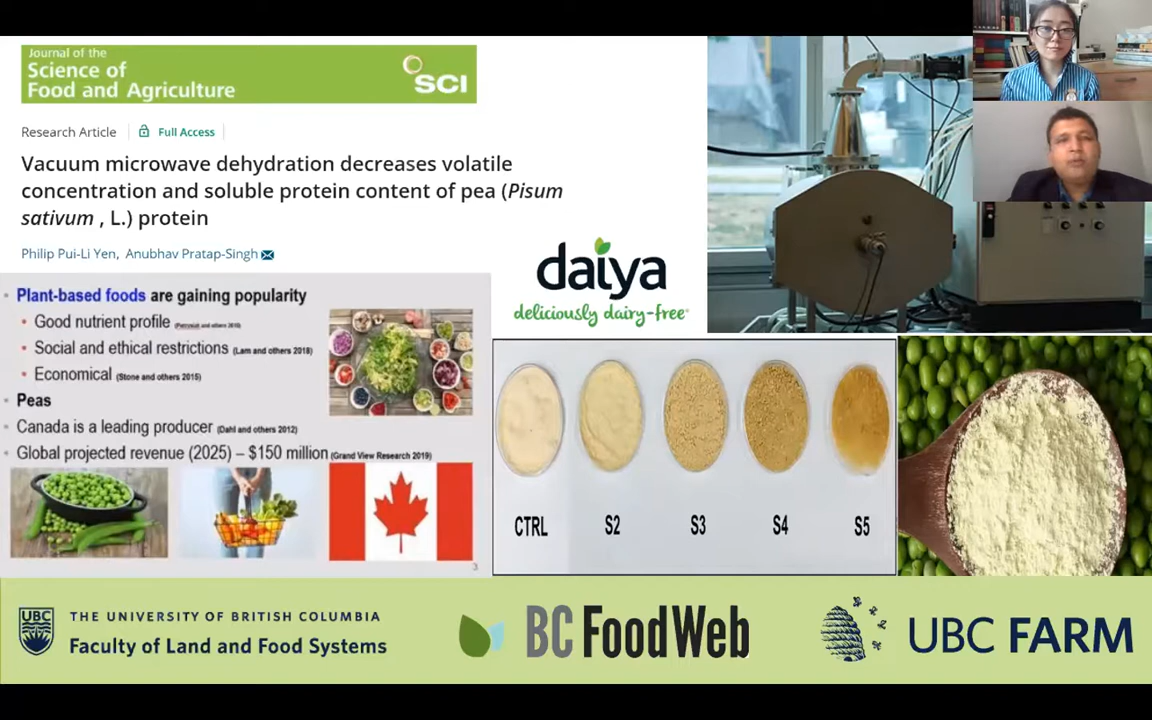 Journal of the
Science of
Food and Agriculture
SCI
Research Article
Full Access
Vacuum microwave dehydration decreases volatile
concentration and soluble protein content of pea (Pisum
sativum , L.) protein
Philip Pui-Li Yen, Anubhav Pratap-Singh
• Plant-based foods are gaining popularity
• Good nutrient profile
• Social and ethical restrictions (Lam and others 2018)
• Economical (Stone and others 2015)
• Peas
• Canada is a leading producer (Dahl and others 2012)
• Global projected revenue (2025) – $150 million (Grand View Research 2019)
3
daiya
deliciously dairy-free®
CTRL S2 S3 S4 S5
UBC
THE UNIVERSITY OF BRITISH COLUMBIA
Faculty of Land and Food Systems
BC FoodWeb
UBC FARM